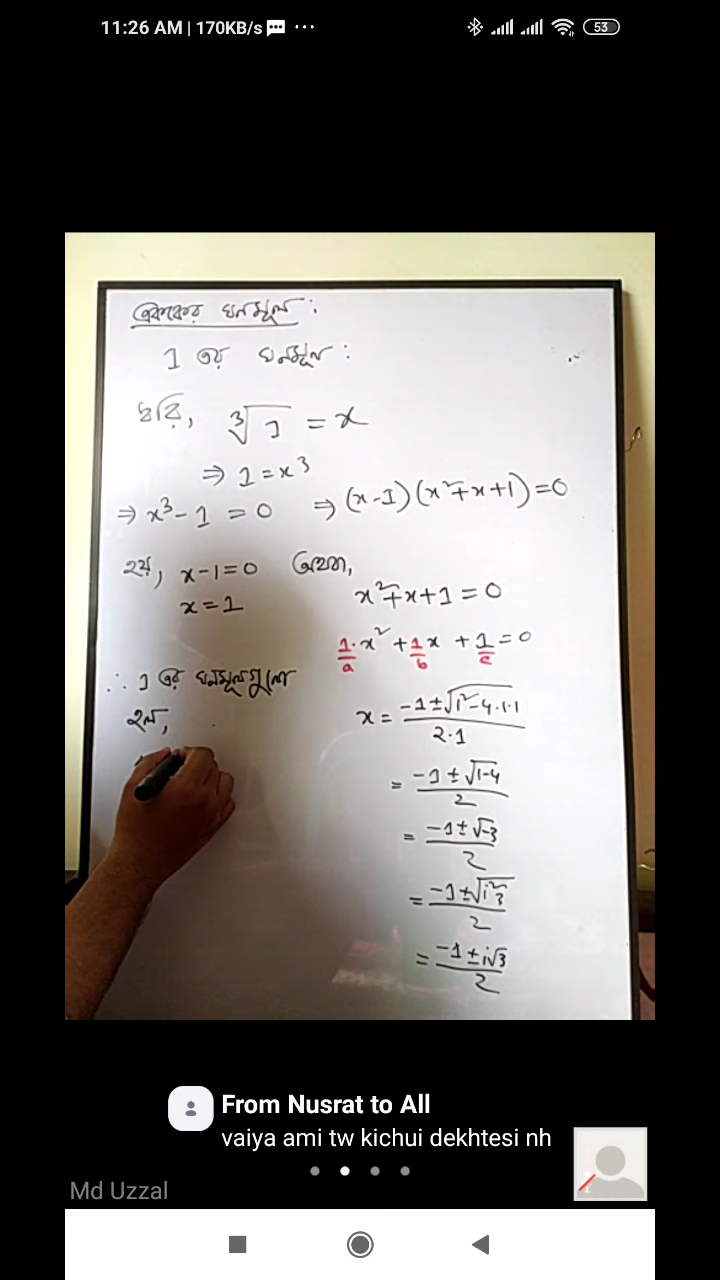 11:26 AM | 170KB/s ...
53
এককের ঘনমূল :
1 এর ঘনমূল :
ধরি, ∛1 = x
⇒ 1 = x³
⇒ x³ - 1 = 0 ⇒ (x-1)(x²+x+1)=0
হয়, x-1=0 অথবা,
x = 1
x²+x+1=0
1/a·x² + 1/b x + 1/c = 0
∴ 1 এর ঘনমূলগুলো
হল,
x = (-1±√(1²-4·1·1))/(2·1)
= (-1±√(1-4))/2
= (-1±√-3)/2
= (-1±√(i²3))/2
= (-1±i√3)/2
From Nusrat to All
vaiya ami tw kichui dekhtesi nh
Md Uzzal